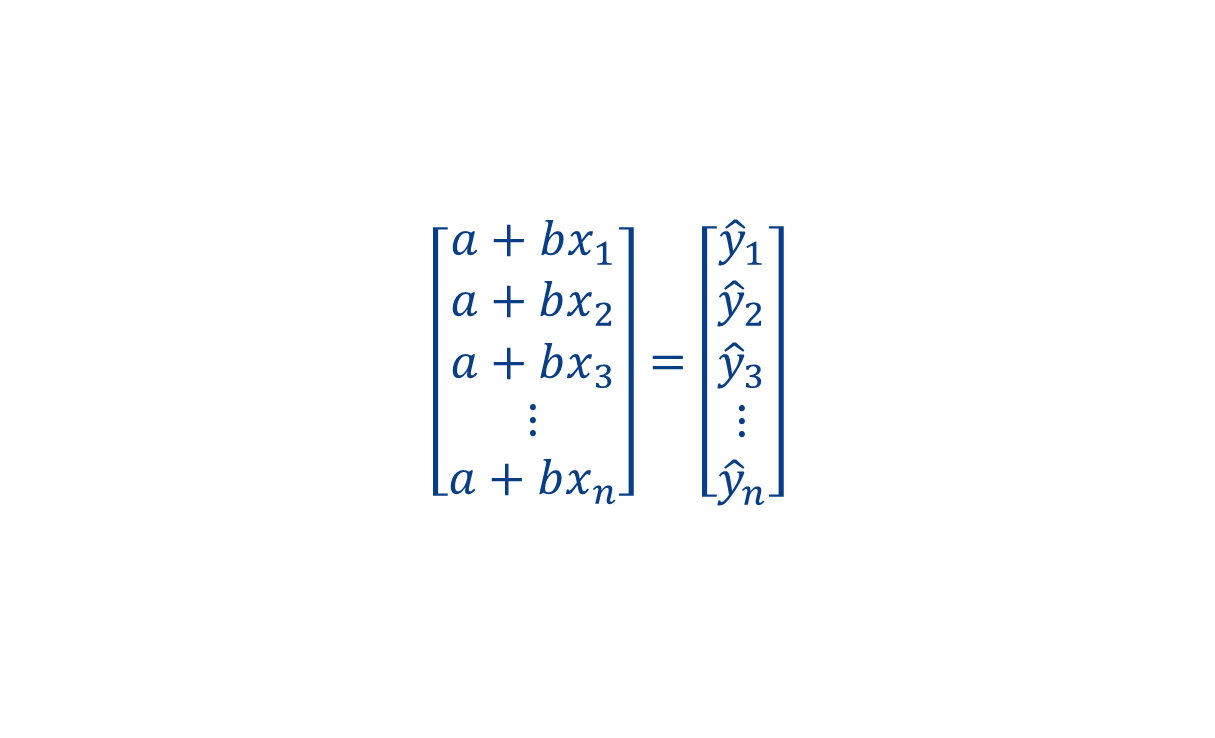 a + bx₁ ŷ₁
a + bx₂ ŷ₂
a + bx₃ = ŷ₃
⋮ ⋮
a + bxₙ ŷₙ